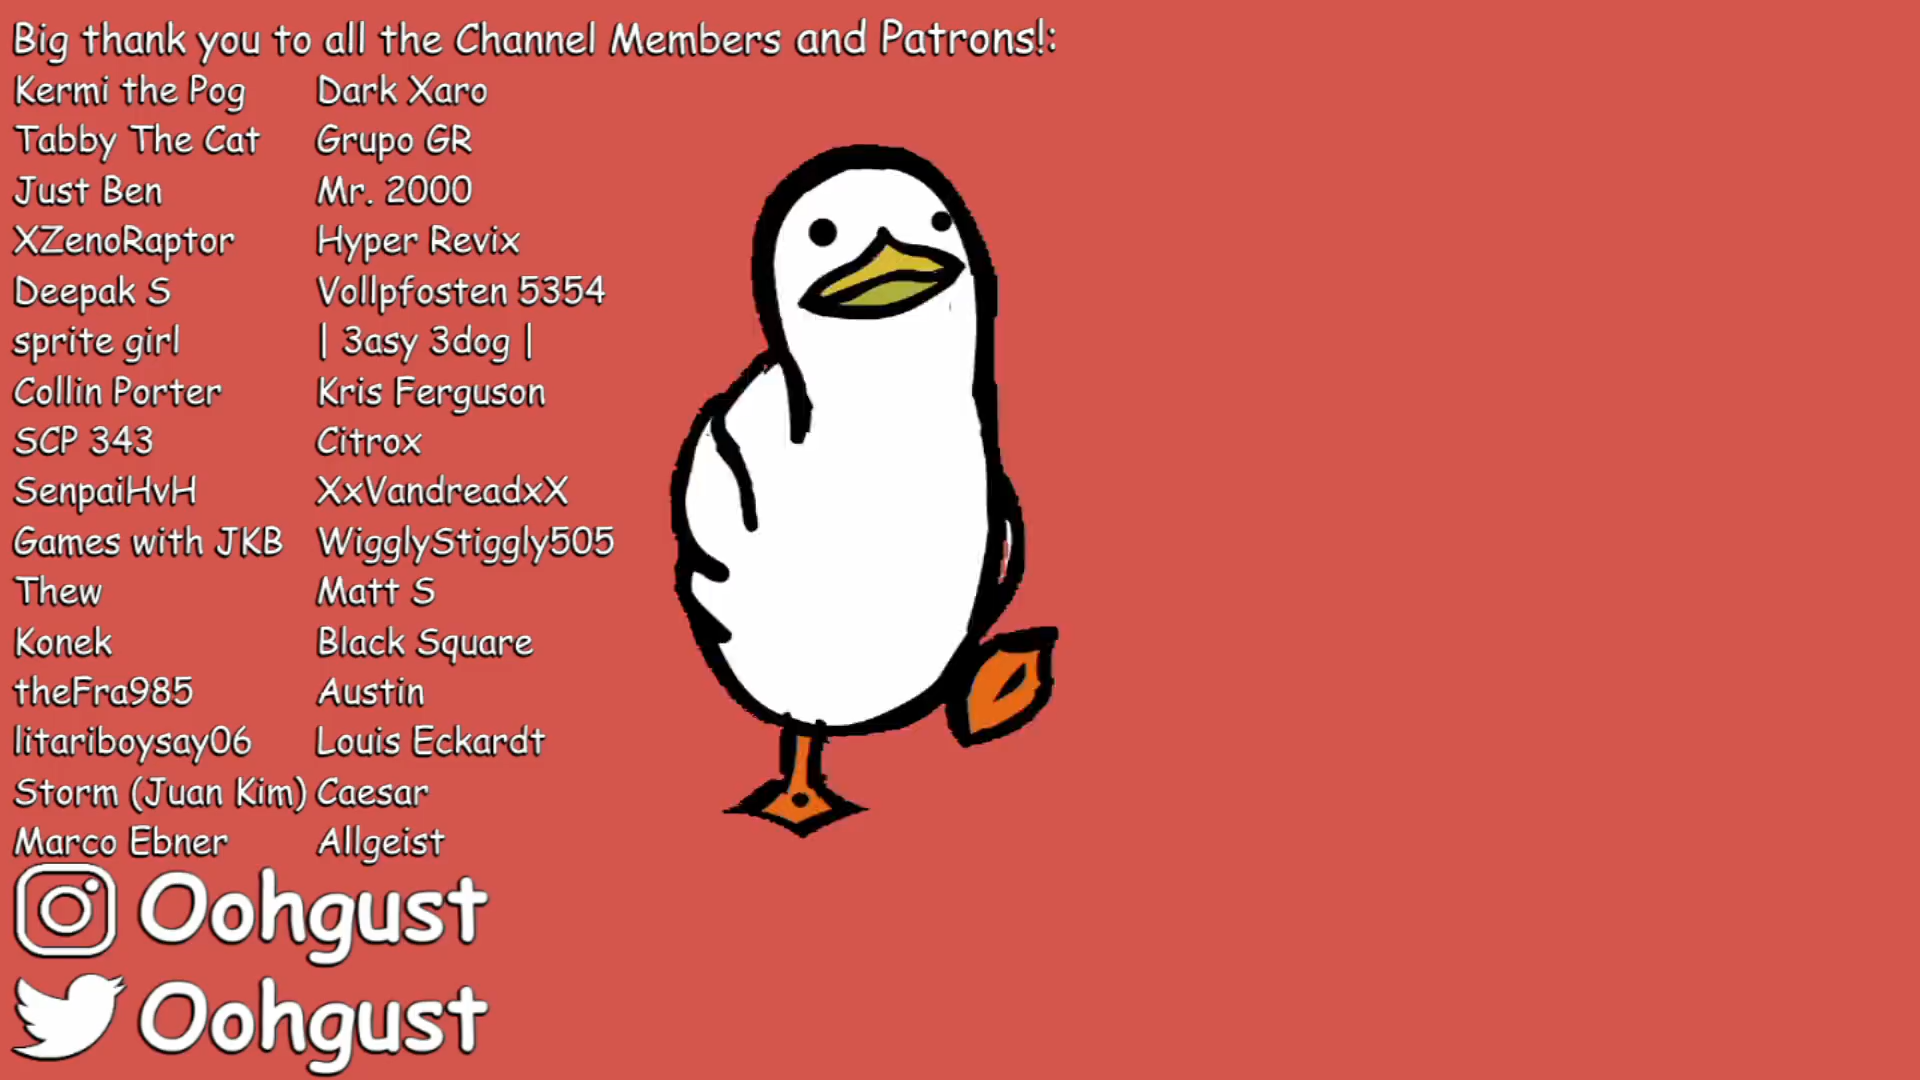 Big thank you to all the Channel Members and Patrons!:
Kermi the Pog
Tabby The Cat
Just Ben
XZenoRaptor
Deepak S
sprite girl
Collin Porter
SCP 343
SenpaiHvH
Games with JKB
Thew
Konek
theFra985
litariboysay06
Storm (Juan Kim)
Marco Ebner
Dark Xaro
Grupo GR
Mr. 2000
Hyper Revix
Vollpfosten 5354
| 3asy 3dog |
Kris Ferguson
Citrox
XxVandreadxX
WigglyStiggly505
Matt S
Black Square
Austin
Louis Eckardt
Caesar
Allgeist
Oohgust
Oohgust